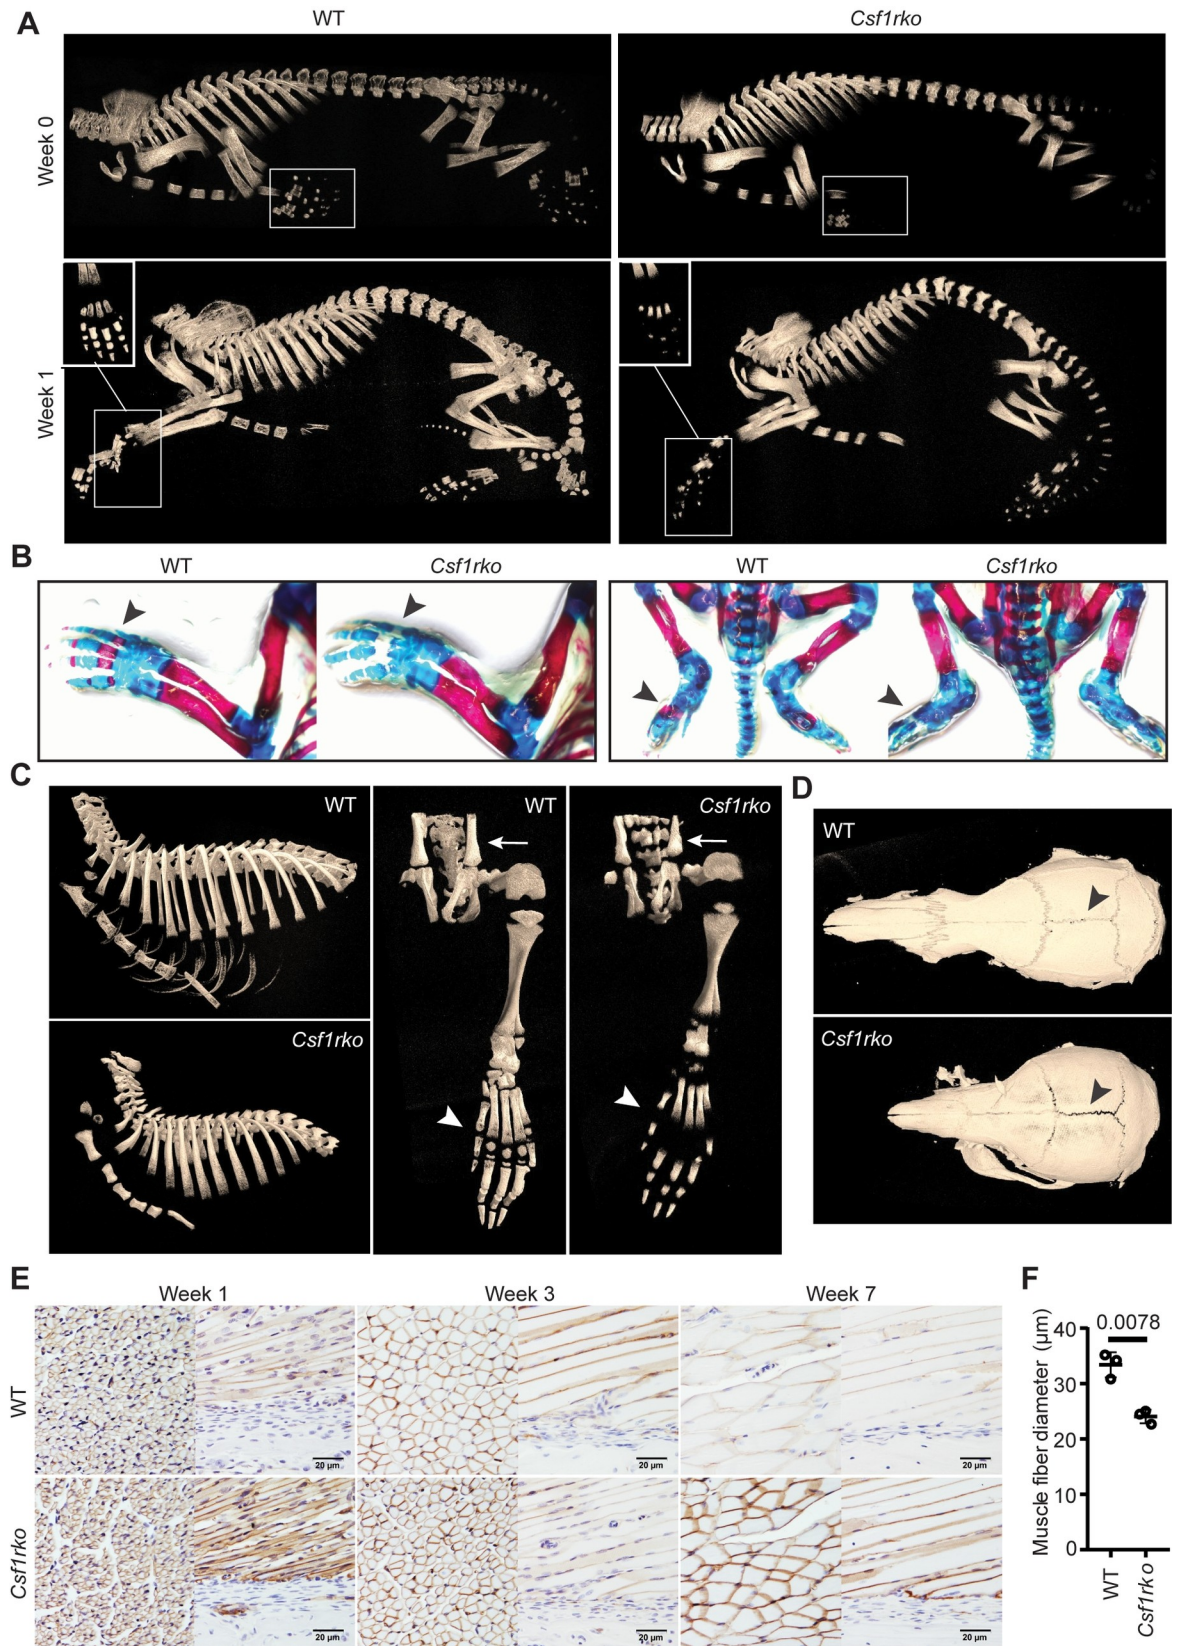 A
WT
Csf1rko
Week 0
Week 1
B
WT
Csf1rko
WT
Csf1rko
C
WT
Csf1rko
WT
Csf1rko
D
WT
Csf1rko
E
Week 1
Week 3
Week 7
WT
20 µm
20 µm
20 µm
Csf1rko
20 µm
20 µm
20 µm
F
0.0078
Muscle fiber diameter (µm)
40
30
20
10
0
WT
Csf1rko